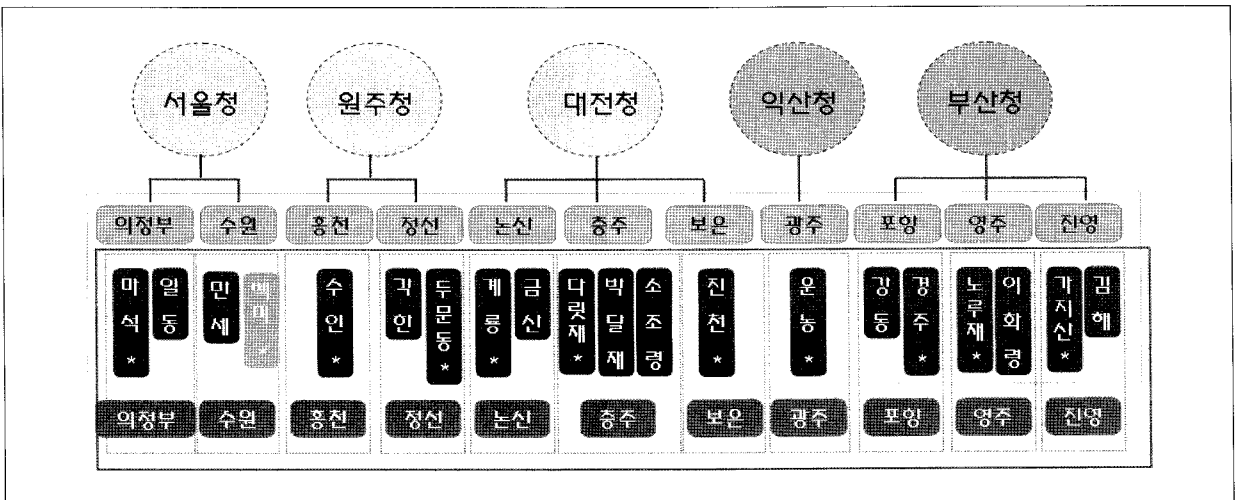 서울청 원주청 대전청 익산청 부산청
의정부 수원 홍천 정선 논산 충주 보은 광주 포항 영주 진영
마석* 일동 만세 수인* 각한 두문동* 계룡* 금산 다릿재* 박달재 소조령* 진천* 운농* 강동 경주* 노루재* 이화령 가지산* 김해
의정부 수원 홍천 정선 논산 충주 보은 광주 포항 영주 진영